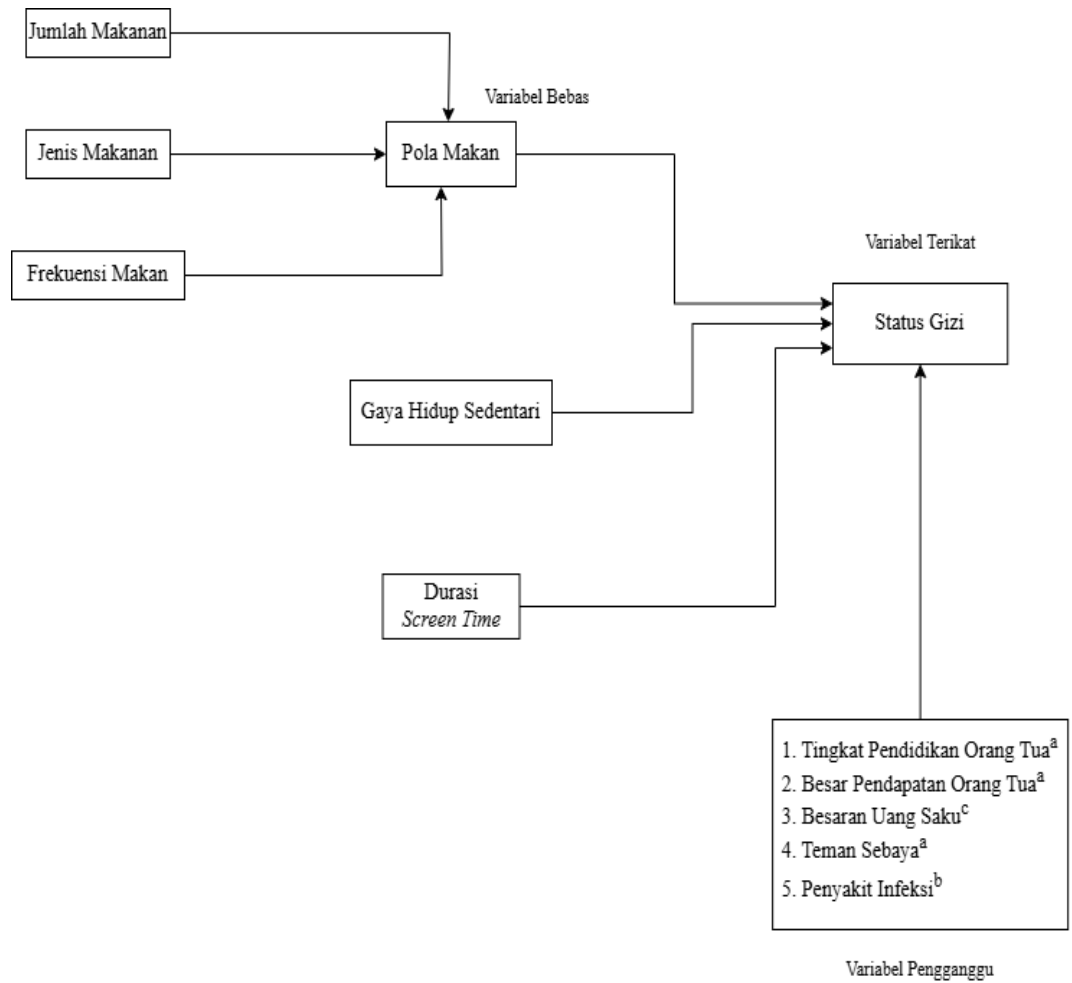 Jumlah Makanan
Variabel Bebas
Jenis Makanan
Pola Makan
Variabel Terikat
Frekuensi Makan
Status Gizi
Gaya Hidup Sedentari
Durasi
Screen Time
1. Tingkat Pendidikan Orang Tuaᵃ
2. Besar Pendapatan Orang Tuaᵃ
3. Besaran Uang Sakuᶜ
4. Teman Sebayaᵃ
5. Penyakit Infeksiᵇ
Variabel Pengganggu